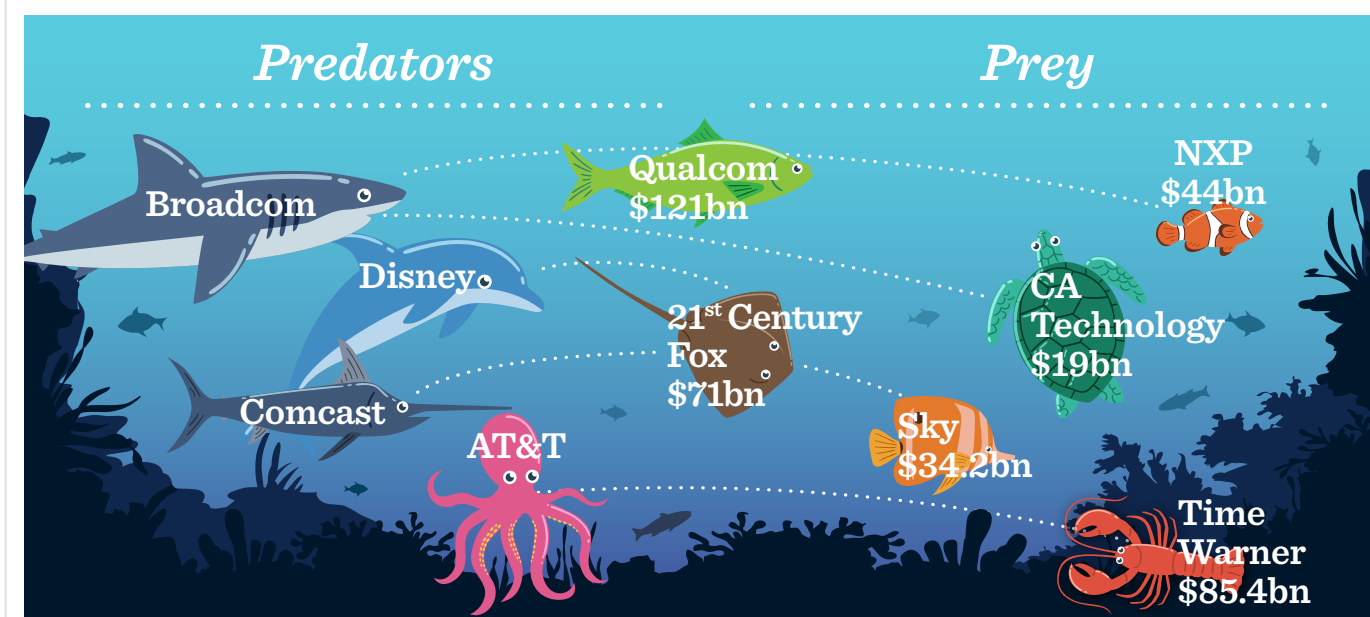 Predators
Prey
Broadcom
Qualcom
$121bn
NXP
$44bn
Disney
CA
Technology
$19bn
21st Century
Fox
$71bn
Comcast
Sky
$34.2bn
AT&T
Time
Warner
$85.4bn